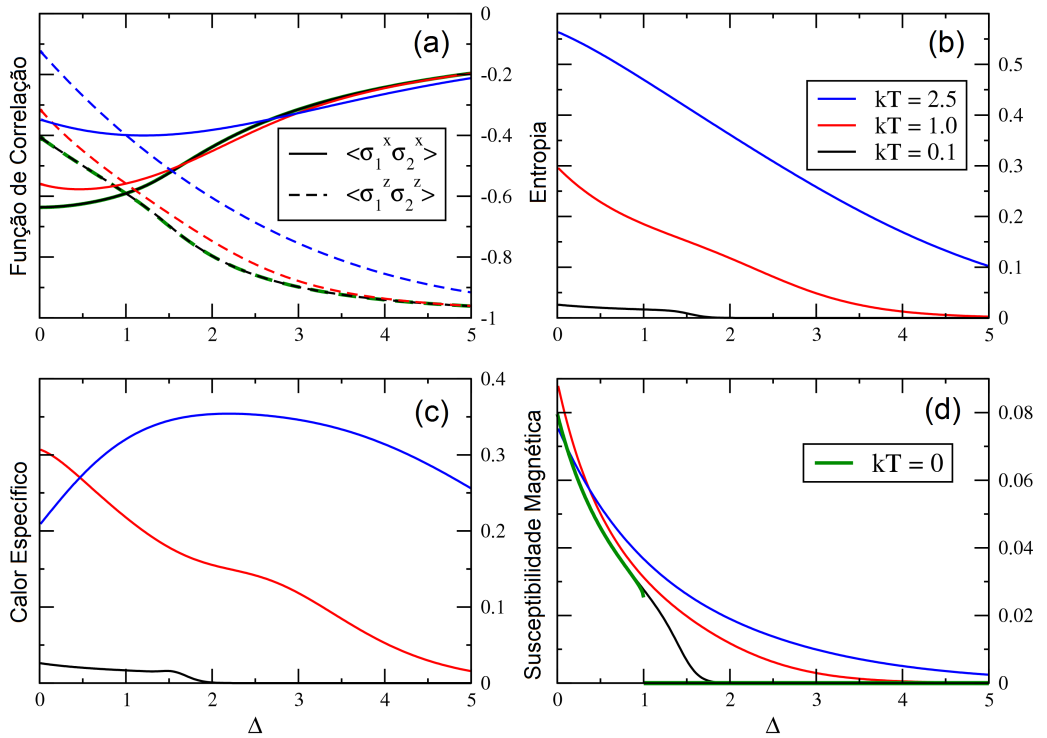 (a)
Função de Correlação
0
-0.2
-0.4
-0.6
-0.8
-1
<σ₁ˣσ₂ˣ>
<σ₁ᶻσ₂ᶻ>
0 1 2 3 4 5
(b)
Entropia
0.5
0.4
0.3
0.2
0.1
0
kT = 2.5
kT = 1.0
kT = 0.1
0 1 2 3 4 5
(c)
Calor Específico
0.4
0.3
0.2
0.1
0
0 1 2 3 4 5
Δ
(d)
Susceptibilidade Magnética
0.08
0.06
0.04
0.02
0
kT = 0
0 1 2 3 4 5
Δ